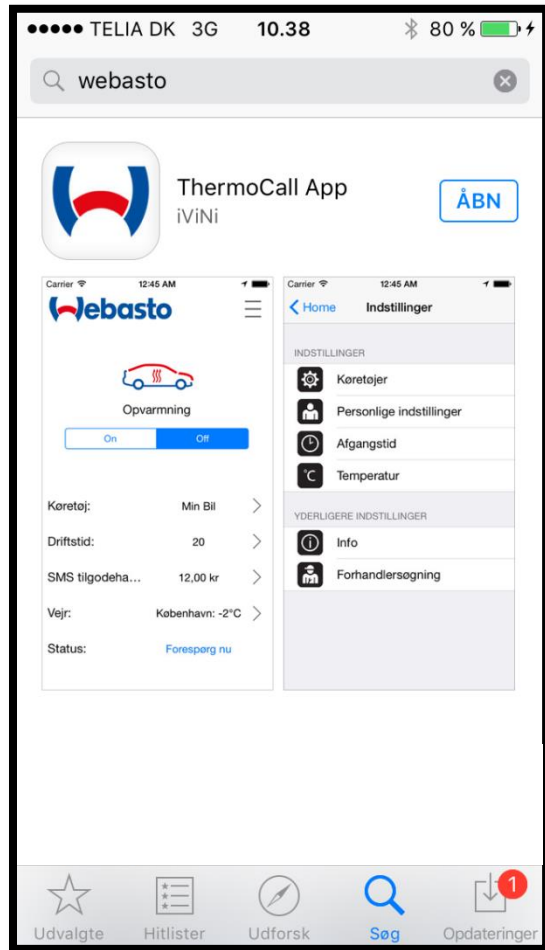 TELIA DK 3G 10.38 80 %
webasto
ThermoCall App
iViNi
ÅBN
Carrier 12:45 AM
Webasto
Opvarmning
On Off
Køretøj: Min Bil
Driftstid: 20
SMS tilgodeha... 12,00 kr
Vejr: København: -2°C
Status: Forespørg nu
Carrier 12:45 AM
Home Indstillinger
INDSTILLINGER
Køretøjer
Personlige indstillinger
Afgangstid
°C Temperatur
YDERLIGERE INDSTILLINGER
Info
Forhandlersøgning
Udvalgte Hitlister Udforsk Søg Opdateringer
1